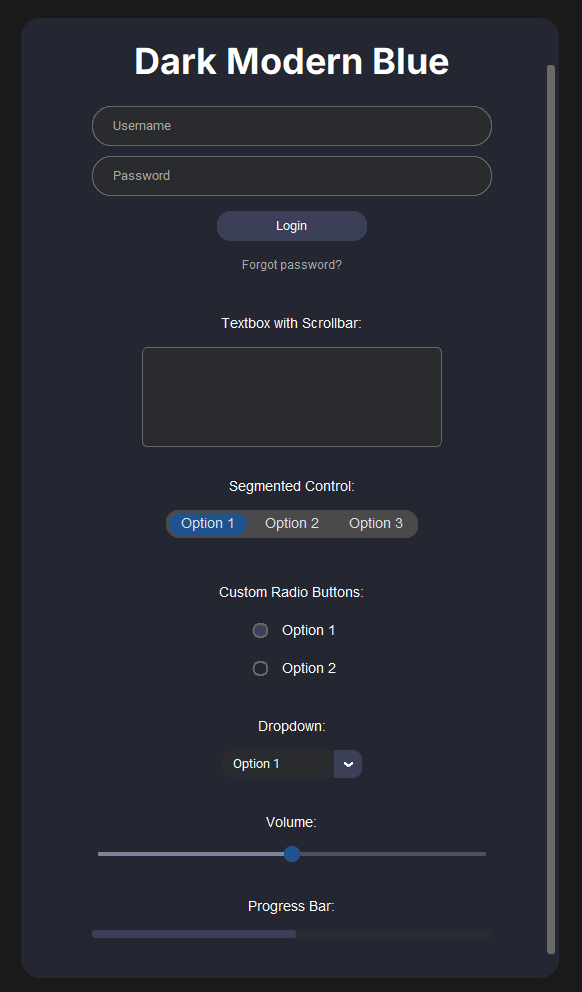 Dark Modern Blue
Username
Password
Login
Forgot password?
Textbox with Scrollbar:
Segmented Control:
Option 1 Option 2 Option 3
Custom Radio Buttons:
Option 1
Option 2
Dropdown:
Option 1
Volume:
Progress Bar: